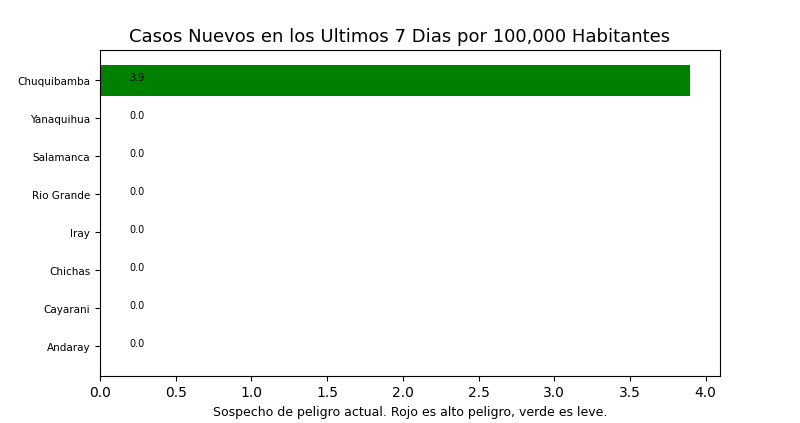 Casos Nuevos en los Ultimos 7 Dias por 100,000 Habitantes
Chuquibamba 3.9
Yanaquihua 0.0
Salamanca 0.0
Rio Grande 0.0
Iray 0.0
Chichas 0.0
Cayarani 0.0
Andaray 0.0
0.0 0.5 1.0 1.5 2.0 2.5 3.0 3.5 4.0
Sospecho de peligro actual. Rojo es alto peligro, verde es leve.